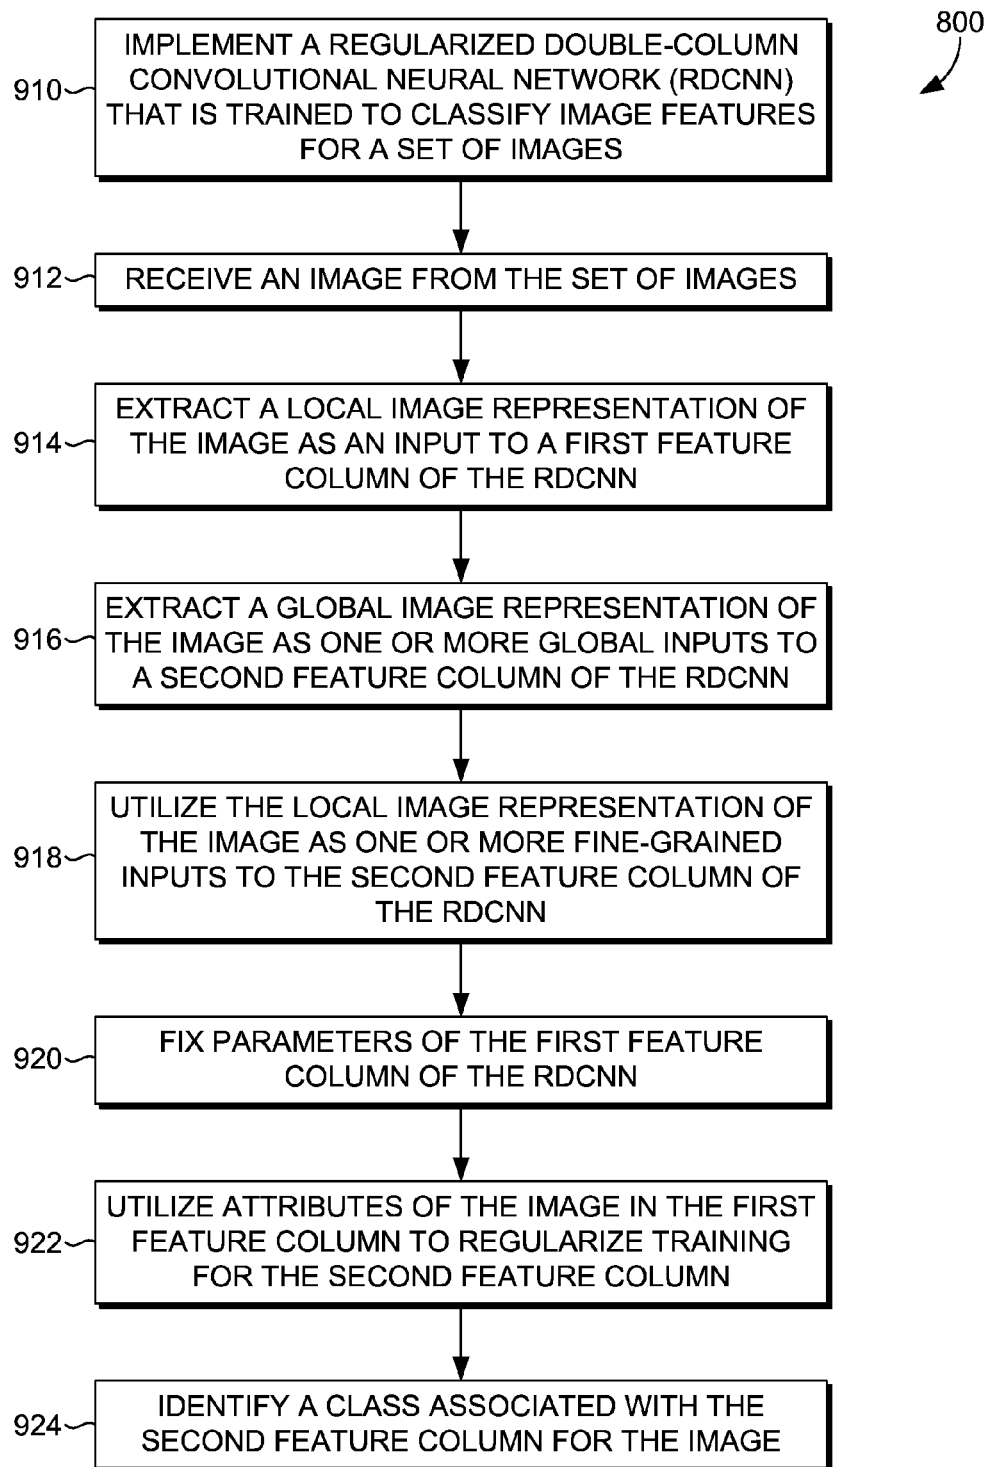 800
910
IMPLEMENT A REGULARIZED DOUBLE-COLUMN
CONVOLUTIONAL NEURAL NETWORK (RDCNN)
THAT IS TRAINED TO CLASSIFY IMAGE FEATURES
FOR A SET OF IMAGES
912
RECEIVE AN IMAGE FROM THE SET OF IMAGES
914
EXTRACT A LOCAL IMAGE REPRESENTATION OF
THE IMAGE AS AN INPUT TO A FIRST FEATURE
COLUMN OF THE RDCNN
916
EXTRACT A GLOBAL IMAGE REPRESENTATION OF
THE IMAGE AS ONE OR MORE GLOBAL INPUTS TO
A SECOND FEATURE COLUMN OF THE RDCNN
918
UTILIZE THE LOCAL IMAGE REPRESENTATION OF
THE IMAGE AS ONE OR MORE FINE-GRAINED
INPUTS TO THE SECOND FEATURE COLUMN OF
THE RDCNN
920
FIX PARAMETERS OF THE FIRST FEATURE
COLUMN OF THE RDCNN
922
UTILIZE ATTRIBUTES OF THE IMAGE IN THE FIRST
FEATURE COLUMN TO REGULARIZE TRAINING
FOR THE SECOND FEATURE COLUMN
924
IDENTIFY A CLASS ASSOCIATED WITH THE
SECOND FEATURE COLUMN FOR THE IMAGE